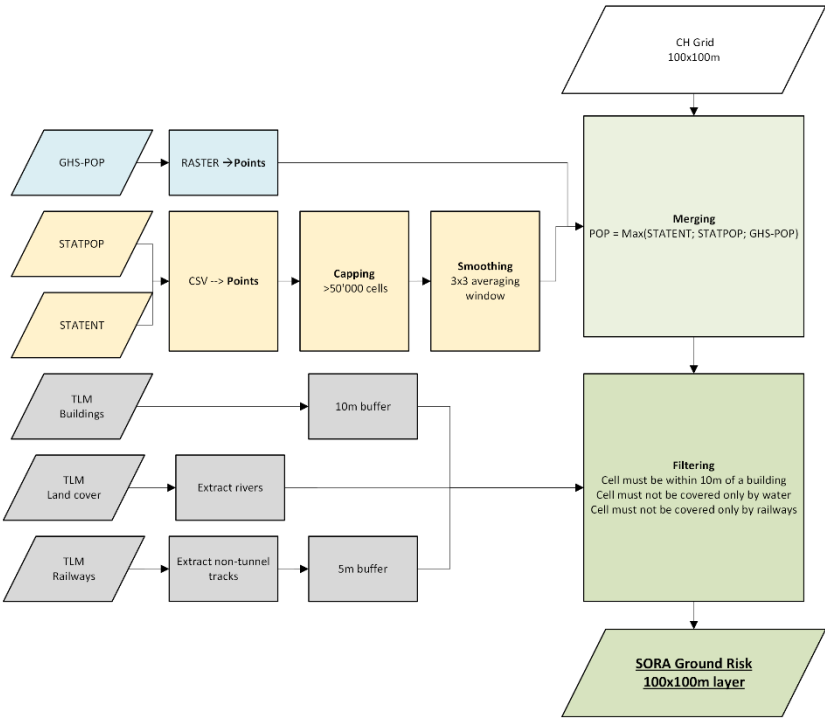 CH Grid
100x100m
GHS-POP
RASTER →Points
STATPOP
STATENT
CSV --> Points
Capping
>50'000 cells
Smoothing
3x3 averaging
window
Merging
POP = Max(STATENT; STATPOP; GHS-POP)
TLM
Buildings
10m buffer
TLM
Land cover
Extract rivers
TLM
Railways
Extract non-tunnel
tracks
5m buffer
Filtering
Cell must be within 10m of a building
Cell must not be covered only by water
Cell must not be covered only by railways
SORA Ground Risk
100x100m layer